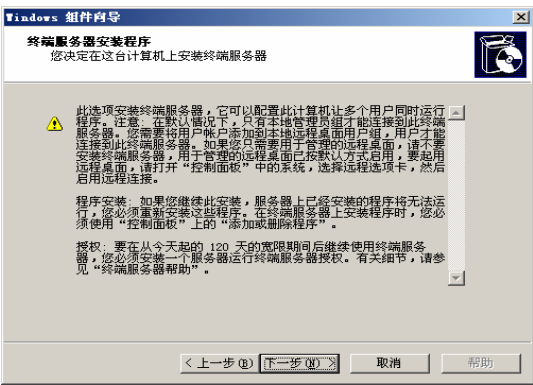 Windows 组件向导
终端服务器安装程序
您决定在这台计算机上安装终端服务器
此选项安装终端服务器，它可以配置此计算机让多个用户同时运行
程序。注意: 在默认情况下，只有本地管理员组才能连接到此终端
服务器。您需要将用户帐户添加到本地远程桌面用户组，用户才能
连接到此终端服务器。如果您只需要用于管理的远程桌面，请不要
安装终端服务器，用于管理的远程桌面已按默认方式启用，要起用
远程桌面，请打开“控制面板”中的系统，选择远程选项卡，然后
启用远程连接。
程序安装: 如果您继续此安装，服务器上已经安装的程序将无法运
行，您必须重新安装这些程序。在终端服务器上安装程序时，您必
须使用“控制面板”上的“添加或删除程序”。
授权: 要在从今天起的 120 天的宽限期间后继续使用终端服务
器，您必须安装一个服务器运行终端服务器授权。有关细节，请参
见“终端服务器帮助”。
< 上一步(B) 下一步(N) > 取消 帮助